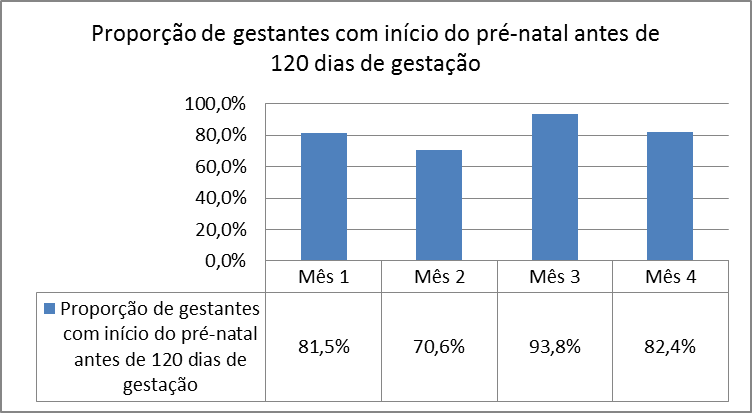 Proporção de gestantes com início do pré-natal antes de
120 dias de gestação
100,0%
80,0%
60,0%
40,0%
20,0%
0,0%
Mês 1 Mês 2 Mês 3 Mês 4
Proporção de gestantes
com início do pré-natal
antes de 120 dias de
gestação
81,5% 70,6% 93,8% 82,4%